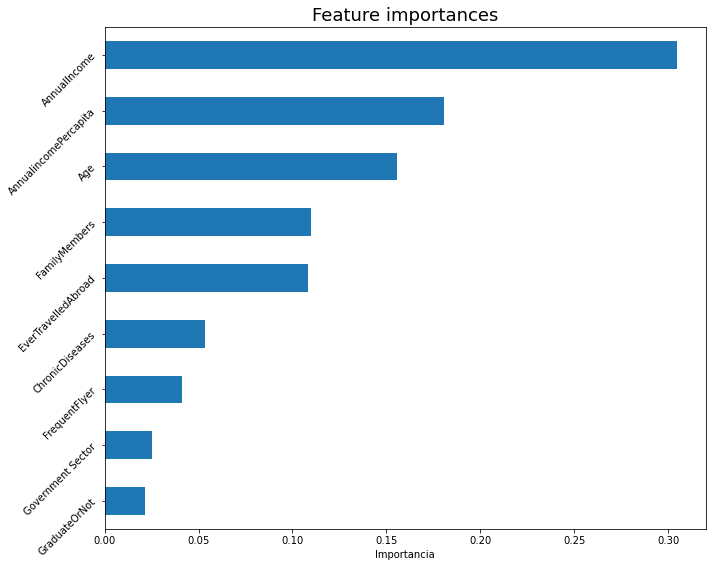 Feature importances
AnnualIncome
AnnualincomePercapita
Age
FamilyMembers
EverTravelledAbroad
ChronicDiseases
FrequentFlyer
Government Sector
GraduateOrNot
0.00 0.05 0.10 0.15 0.20 0.25 0.30
Importancia